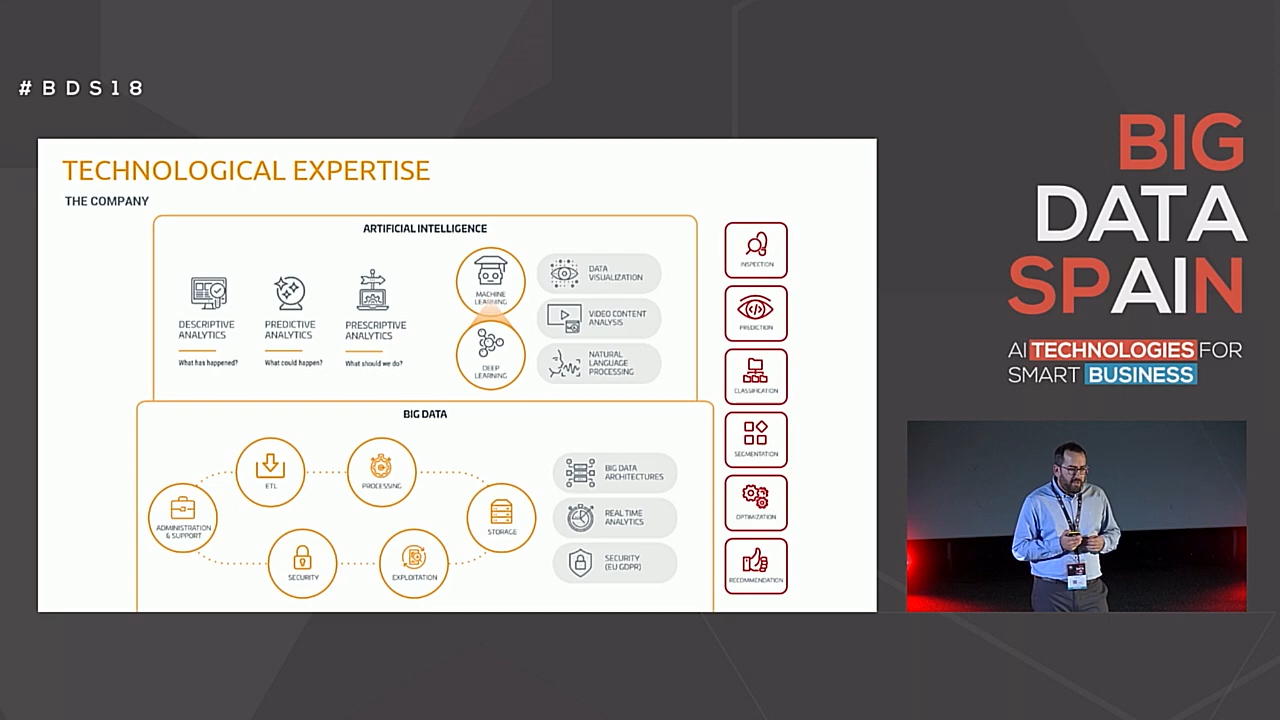 #BDS18
TECHNOLOGICAL EXPERTISE
THE COMPANY
ARTIFICIAL INTELLIGENCE
DESCRIPTIVE
ANALYTICS
What has happened?
PREDICTIVE
ANALYTICS
What could happen?
PRESCRIPTIVE
ANALYTICS
What should we do?
MACHINE
LEARNING
DEEP
LEARNING
DATA
VISUALIZATION
VIDEO CONTENT
ANALYSIS
NATURAL
LANGUAGE
PROCESSING
BIG DATA
ADMINISTRATION
& SUPPORT
ETL
PROCESSING
STORAGE
SECURITY
EXPLOITATION
BIG DATA
ARCHITECTURES
REAL TIME
ANALYTICS
SECURITY
(EU GDPR)
INSPECTION
PREDICTION
CLASSIFICATION
SEGMENTATION
OPTIMIZATION
RECOMMENDATION
BIG
DATA
SPAIN
AI TECHNOLOGIES FOR
SMART BUSINESS